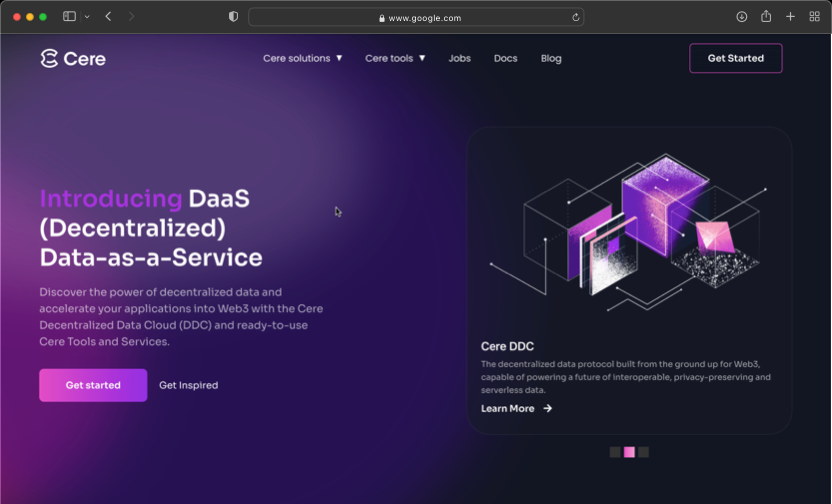 www.google.com
Cere
Cere solutions ▼
Cere tools ▼
Jobs
Docs
Blog
Get Started
Introducing DaaS
(Decentralized)
Data-as-a-Service
Discover the power of decentralized data and
accelerate your applications into Web3 with the Cere
Decentralized Data Cloud (DDC) and ready-to-use
Cere Tools and Services.
Get started
Get Inspired
Cere DDC
The decentralized data protocol built from the ground up for Web3,
capable of powering a future of interoperable, privacy-preserving and
serverless data.
Learn More →